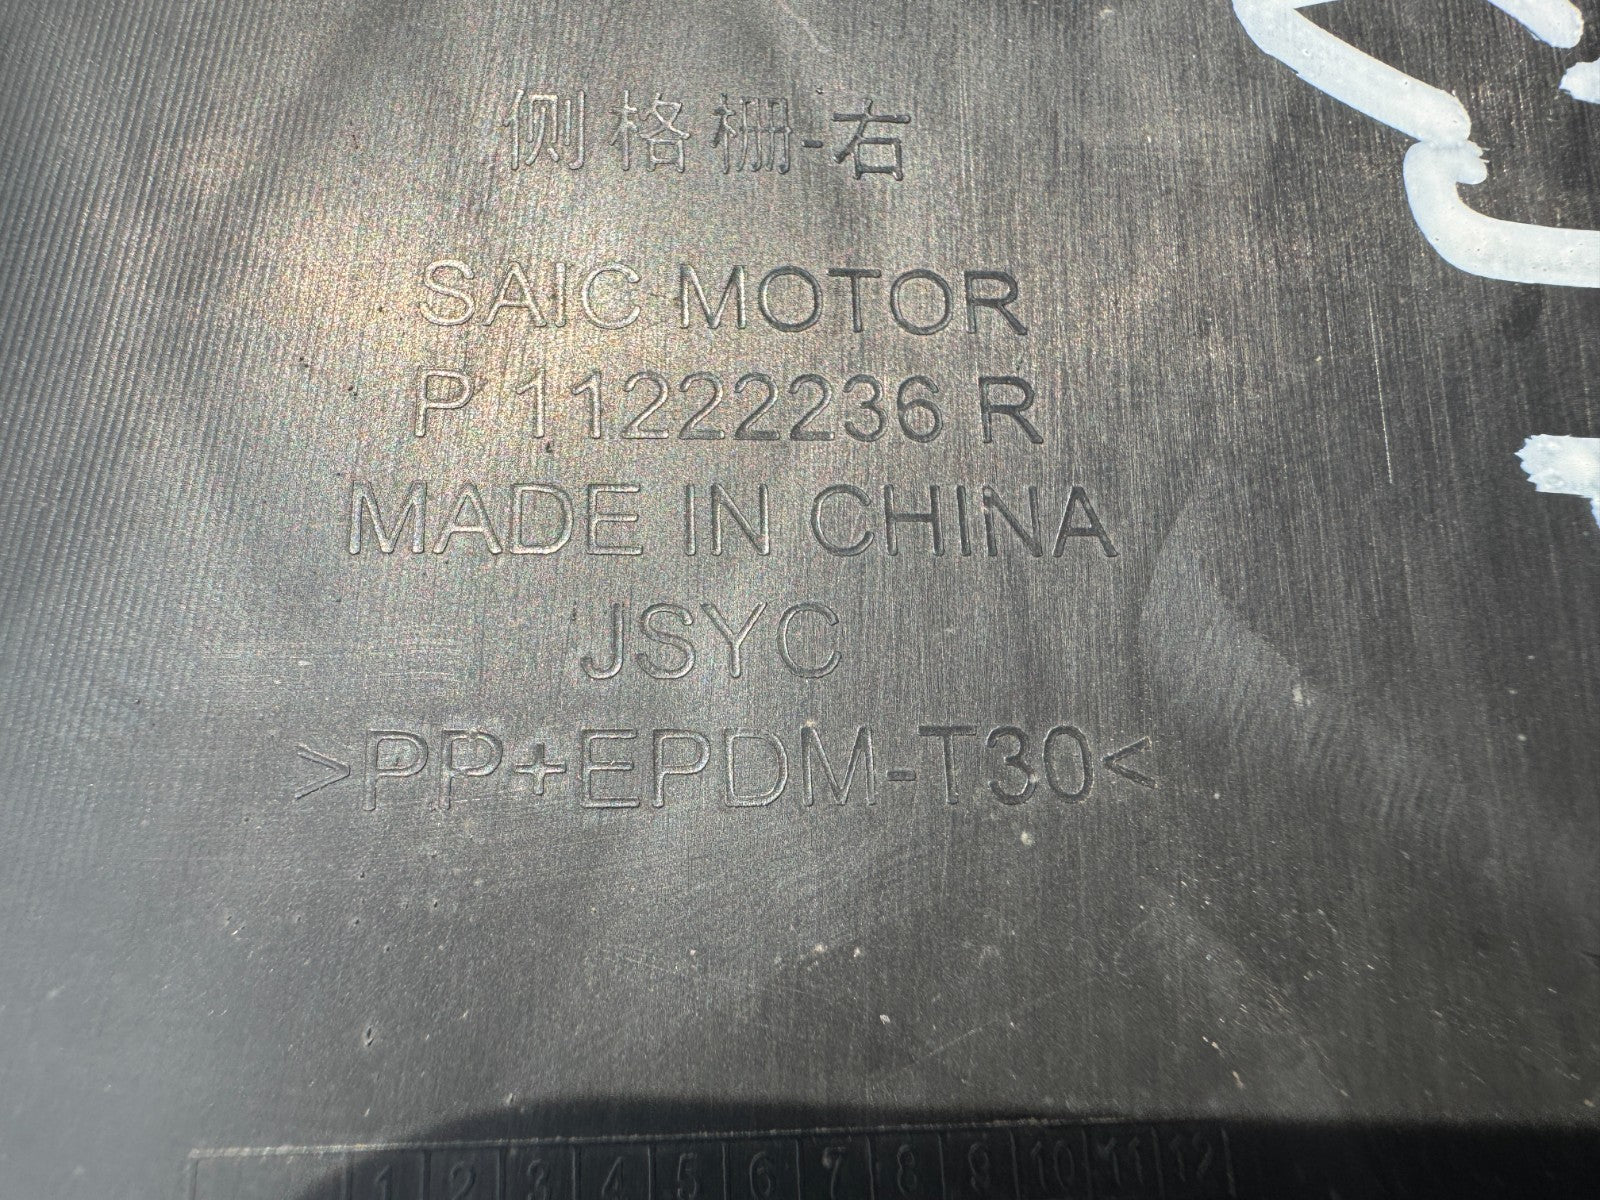 侧格栅-右
SAIC MOTOR
P 11222236 R
MADE IN CHINA
JSYC
>PP+EPDM-T30<
1 2 3 4 5 6 7 8 9 10 11 12